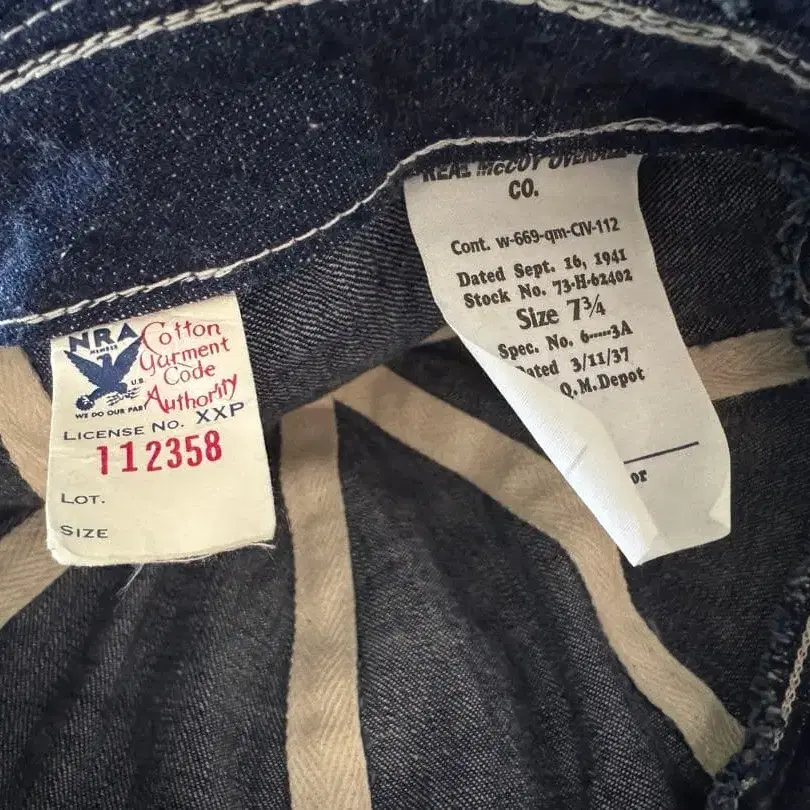 NRA
MEMBER
U.S.
WE DO OUR PART
Cotton
Garment
Code
Authority
LICENSE NO. XXP
112358
LOT.
SIZE
REAL McCOY OVERALL
CO.
Cont. w-669-qm-CIV-112
Dated Sept. 16, 1941
Stock No. 73-H-62402
Size 7¾
Spec. No. 6-----3A
Dated 3/11/37
Q.M.Depot
or